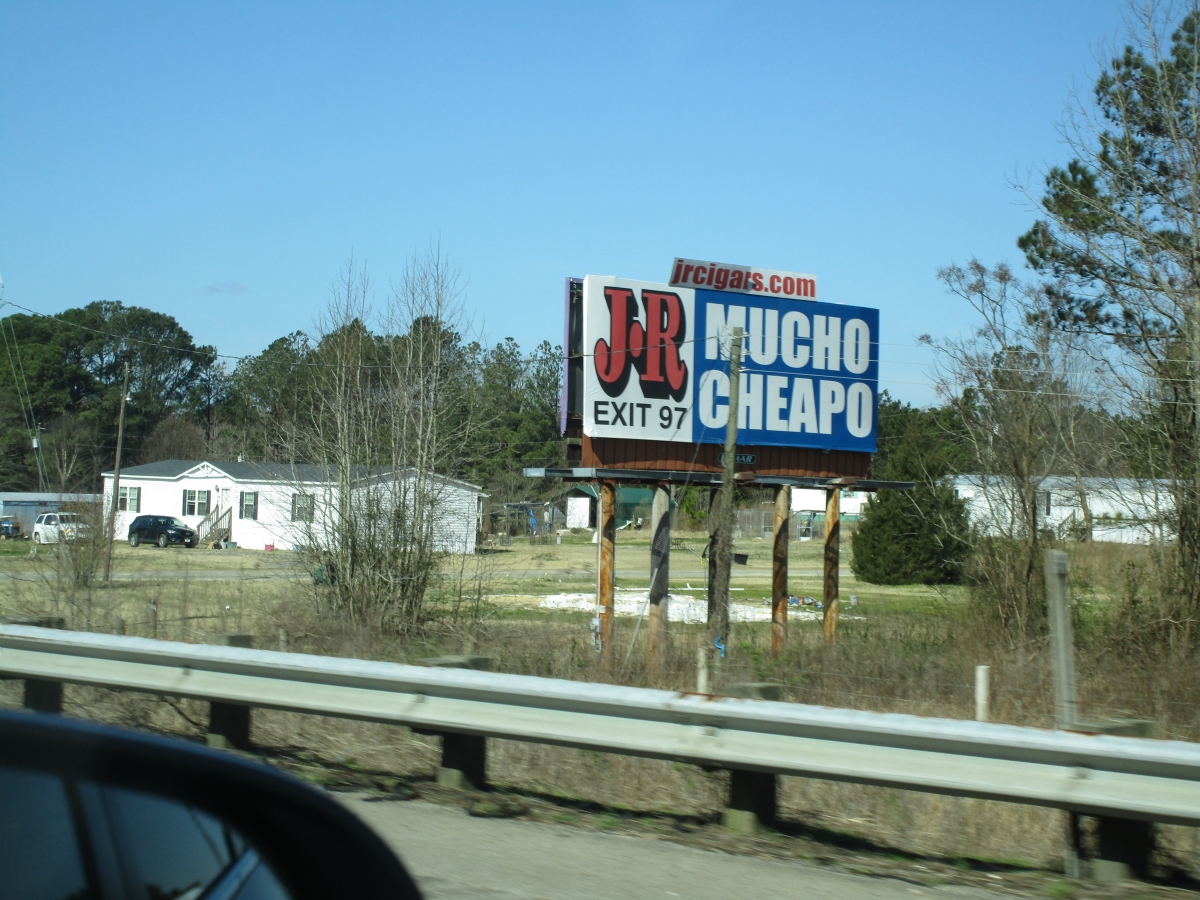 jrcigars.com
J·R
EXIT 97
MUCHO
CHEAPO